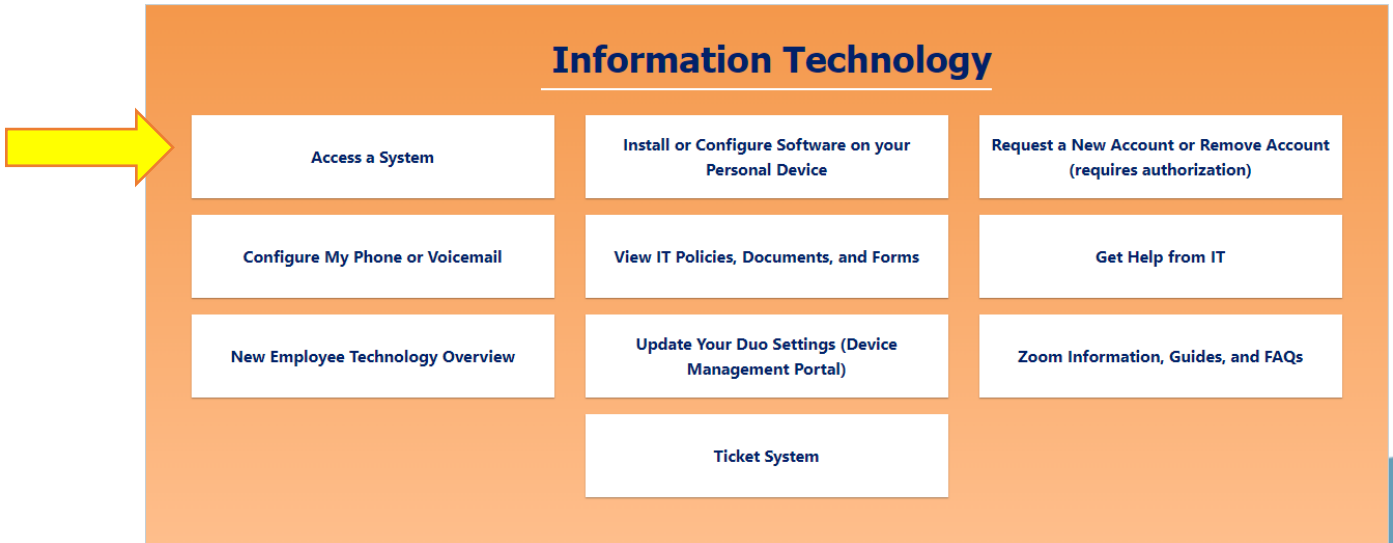 Information Technology
Access a System
Install or Configure Software on your
Personal Device
Request a New Account or Remove Account
(requires authorization)
Configure My Phone or Voicemail
View IT Policies, Documents, and Forms
Get Help from IT
New Employee Technology Overview
Update Your Duo Settings (Device
Management Portal)
Zoom Information, Guides, and FAQs
Ticket System